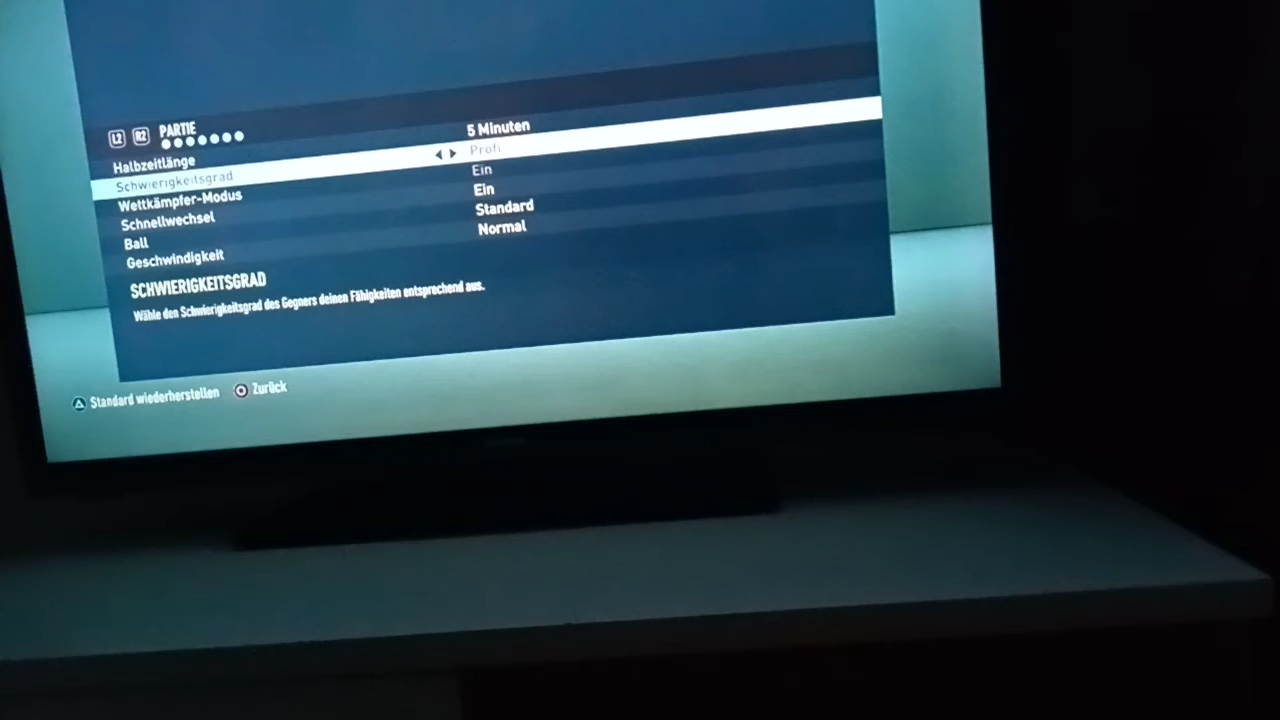 L2 R2 PARTIE
Halbzeitlänge 5 Minuten
Schwierigkeitsgrad Profi
Wettkämpfer-Modus Ein
Schnellwechsel Ein
Ball Standard
Geschwindigkeit Normal
SCHWIERIGKEITSGRAD
Wähle den Schwierigkeitsgrad des Gegners deinen Fähigkeiten entsprechend aus.
Standard wiederherstellen Zurück